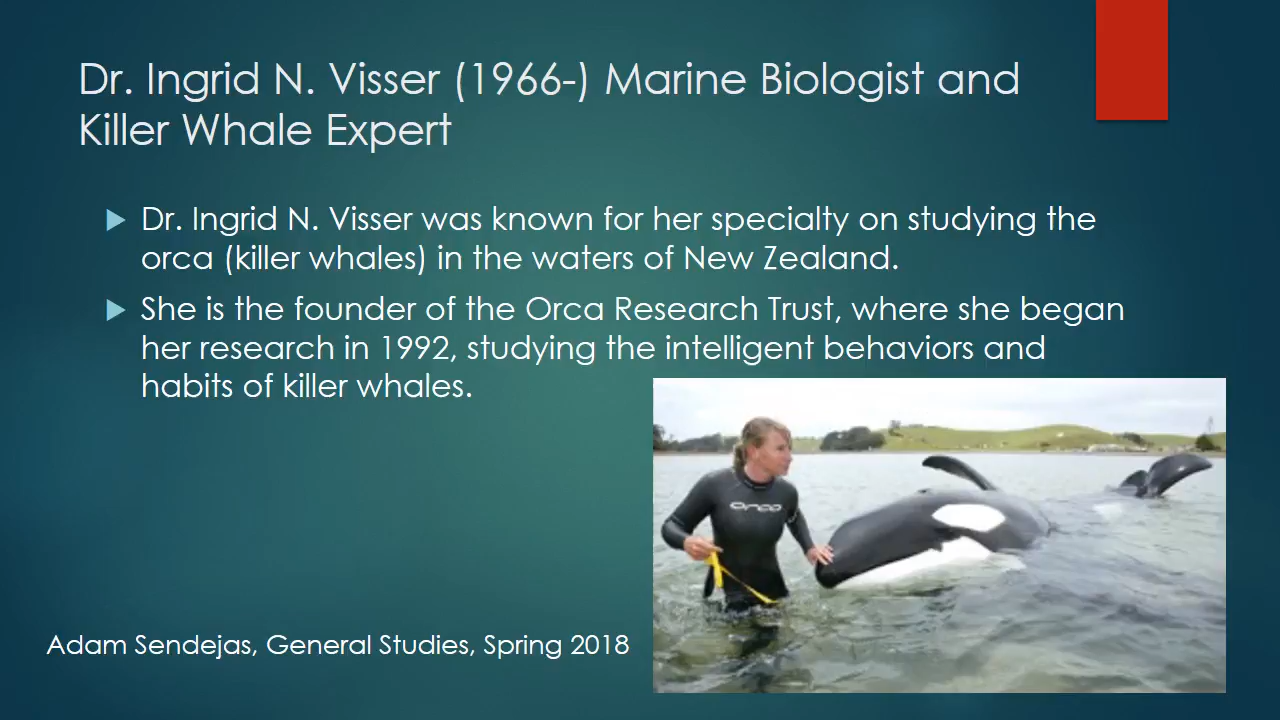 Dr. Ingrid N. Visser (1966-) Marine Biologist and
Killer Whale Expert
Dr. Ingrid N. Visser was known for her specialty on studying the
orca (killer whales) in the waters of New Zealand.
She is the founder of the Orca Research Trust, where she began
her research in 1992, studying the intelligent behaviors and
habits of killer whales.
orca
Adam Sendejas, General Studies, Spring 2018